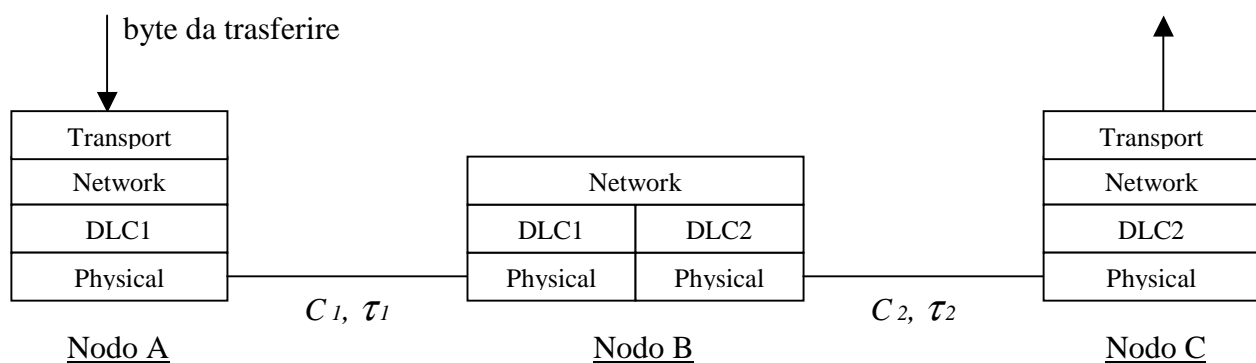 byte da trasferire
Transport
Network
DLC1
Physical
Network
DLC1
DLC2
Physical
Physical
Transport
Network
DLC2
Physical
C 1, τ1
C 2, τ2
Nodo A
Nodo B
Nodo C